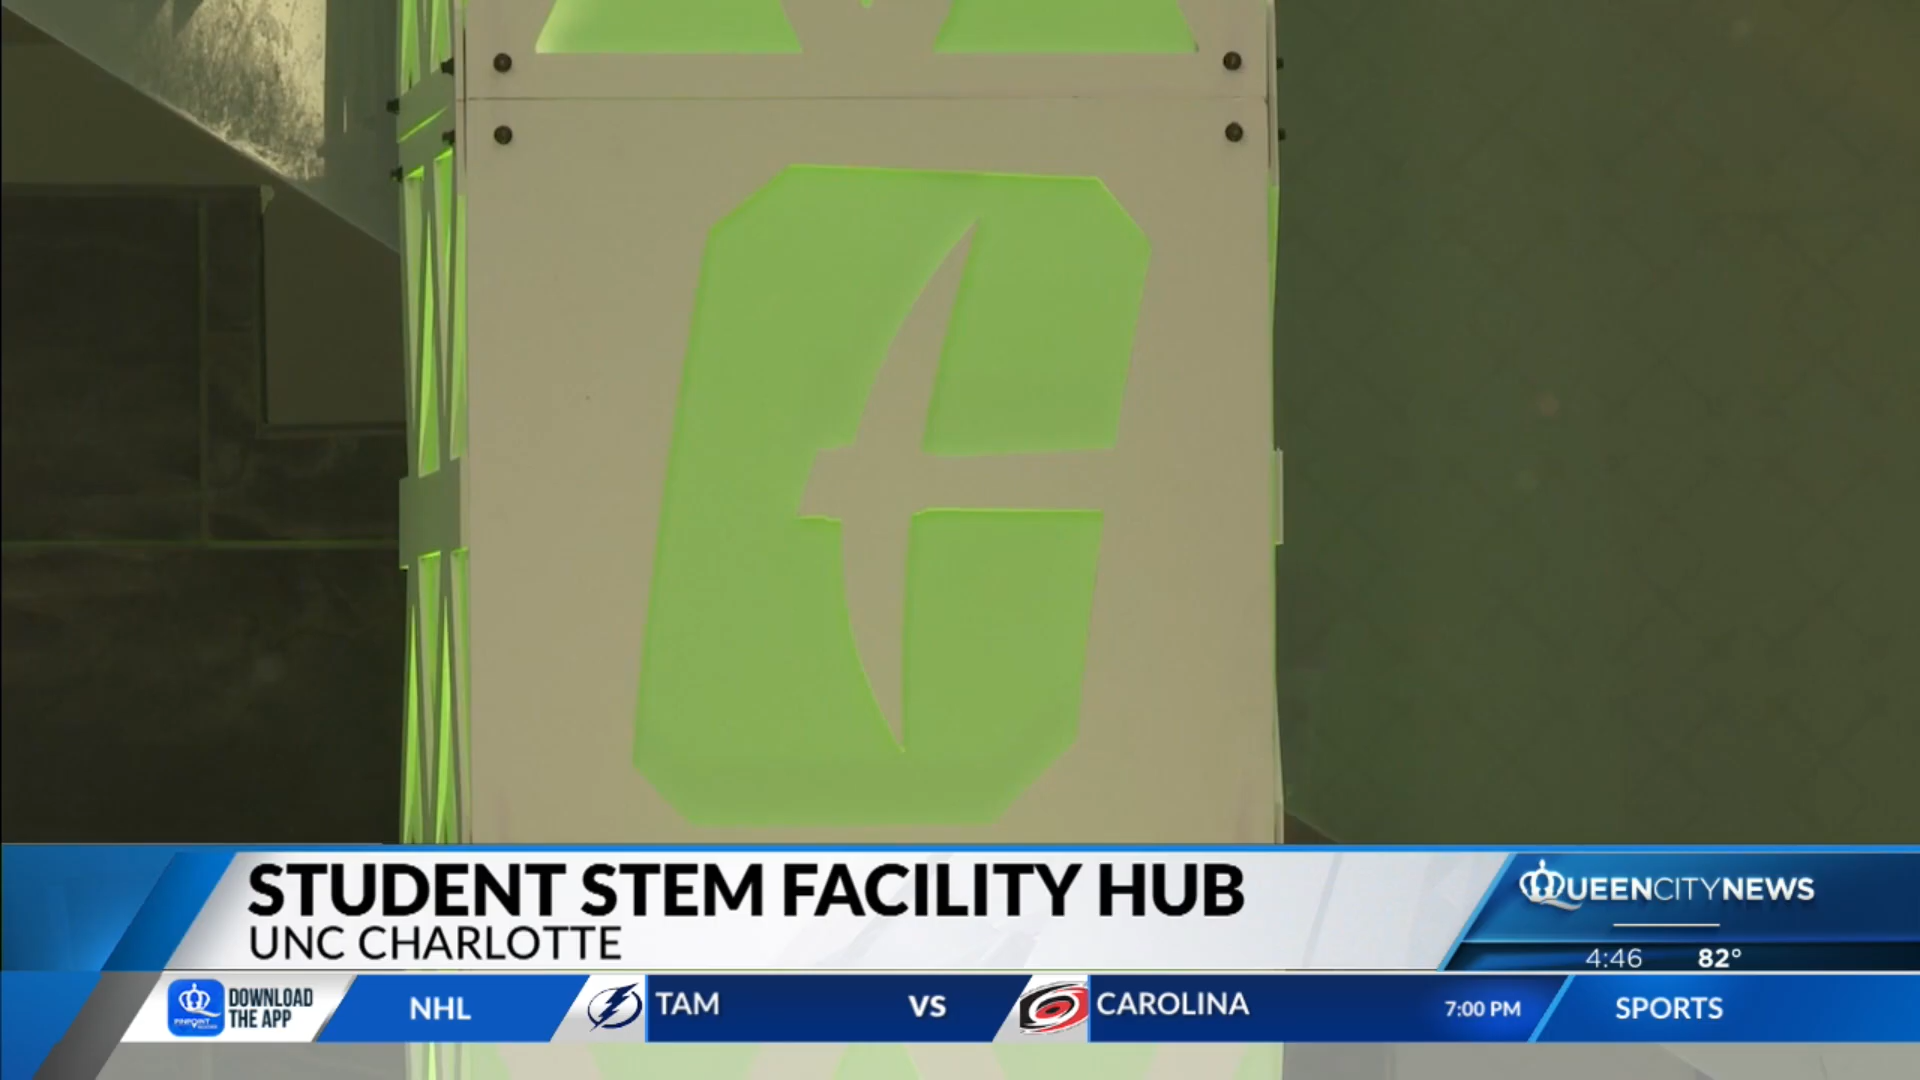 STUDENT STEM FACILITY HUB
UNC CHARLOTTE
QUEENCITYNEWS
4:46 82°
DOWNLOAD
THE APP
NHL TAM VS CAROLINA 7:00 PM SPORTS
PINPOINT